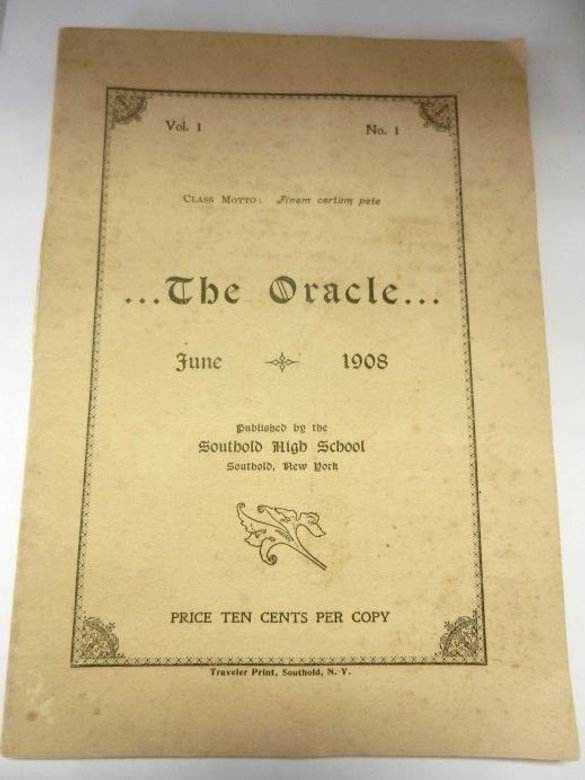 Vol. 1 No. 1
CLASS MOTTO: Finem certum pete
...The Oracle...
June 1908
Published by the
Southold High School
Southold, New York
PRICE TEN CENTS PER COPY
Traveler Print, Southold, N. Y.